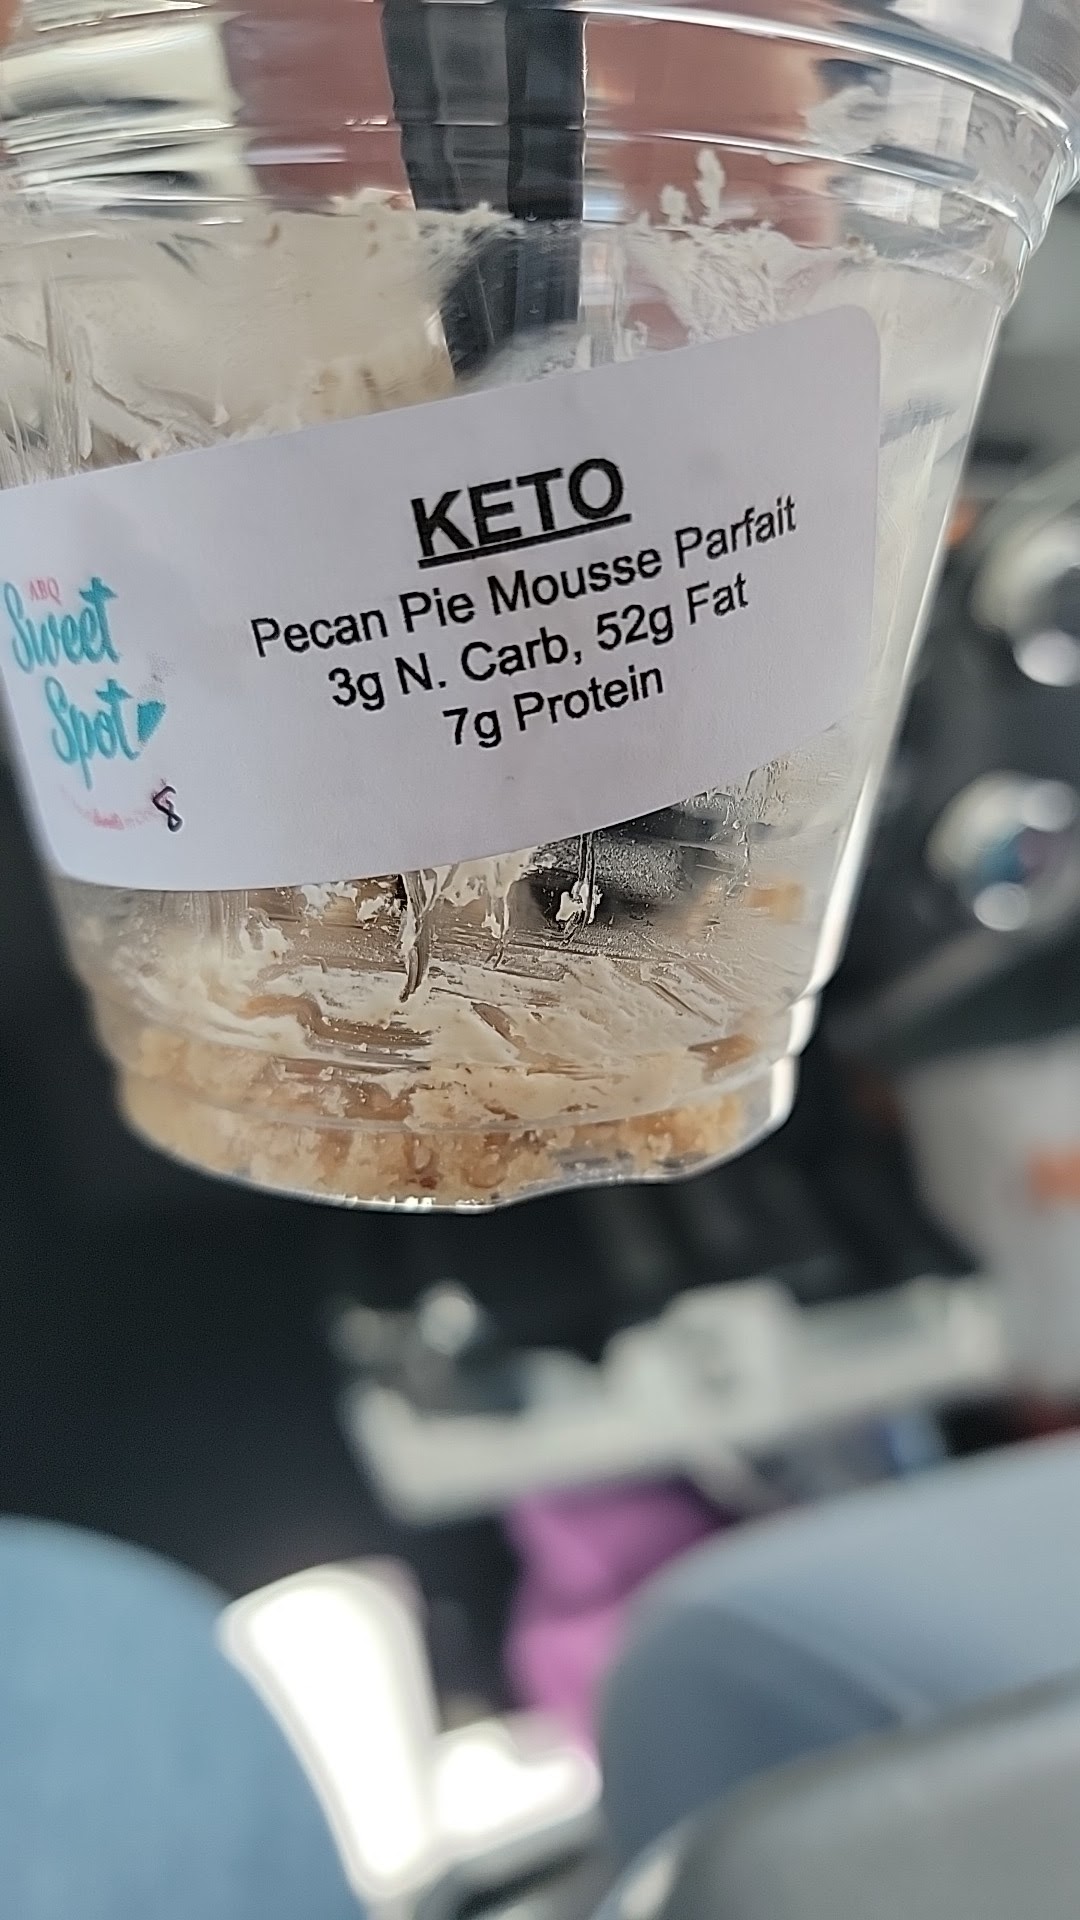 KETO
Pecan Pie Mousse Parfait
3g N. Carb, 52g Fat
7g Protein
ABQ
Sweet
Spot
8